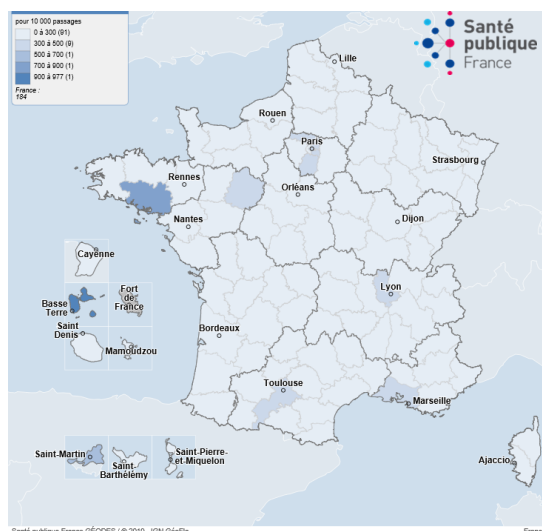 pour 10 000 passages
0 à 300 (91)
300 à 500 (9)
500 à 700 (1)
700 à 900 (1)
900 à 977 (1)
France :
184
Santé
publique
France
Lille
Rouen
Paris
Strasbourg
Rennes
Orléans
Nantes
Dijon
Cayenne
Fort
de
France
Basse
Terre
Saint
Denis
Mamoudzou
Lyon
Bordeaux
Toulouse
Marseille
Saint-Martin
Saint-
Barthélémy
Saint-Pierre-
et-Miquelon
Ajaccio